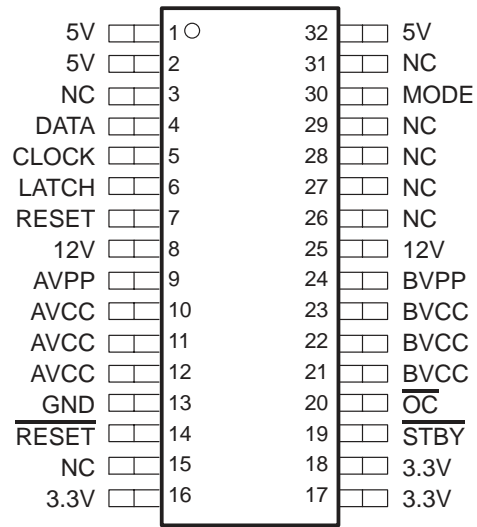 5V 1 32 5V
5V 2 31 NC
NC 3 30 MODE
DATA 4 29 NC
CLOCK 5 28 NC
LATCH 6 27 NC
RESET 7 26 NC
12V 8 25 12V
AVPP 9 24 BVPP
AVCC 10 23 BVCC
AVCC 11 22 BVCC
AVCC 12 21 BVCC
GND 13 20 OC
RESET 14 19 STBY
NC 15 18 3.3V
3.3V 16 17 3.3V